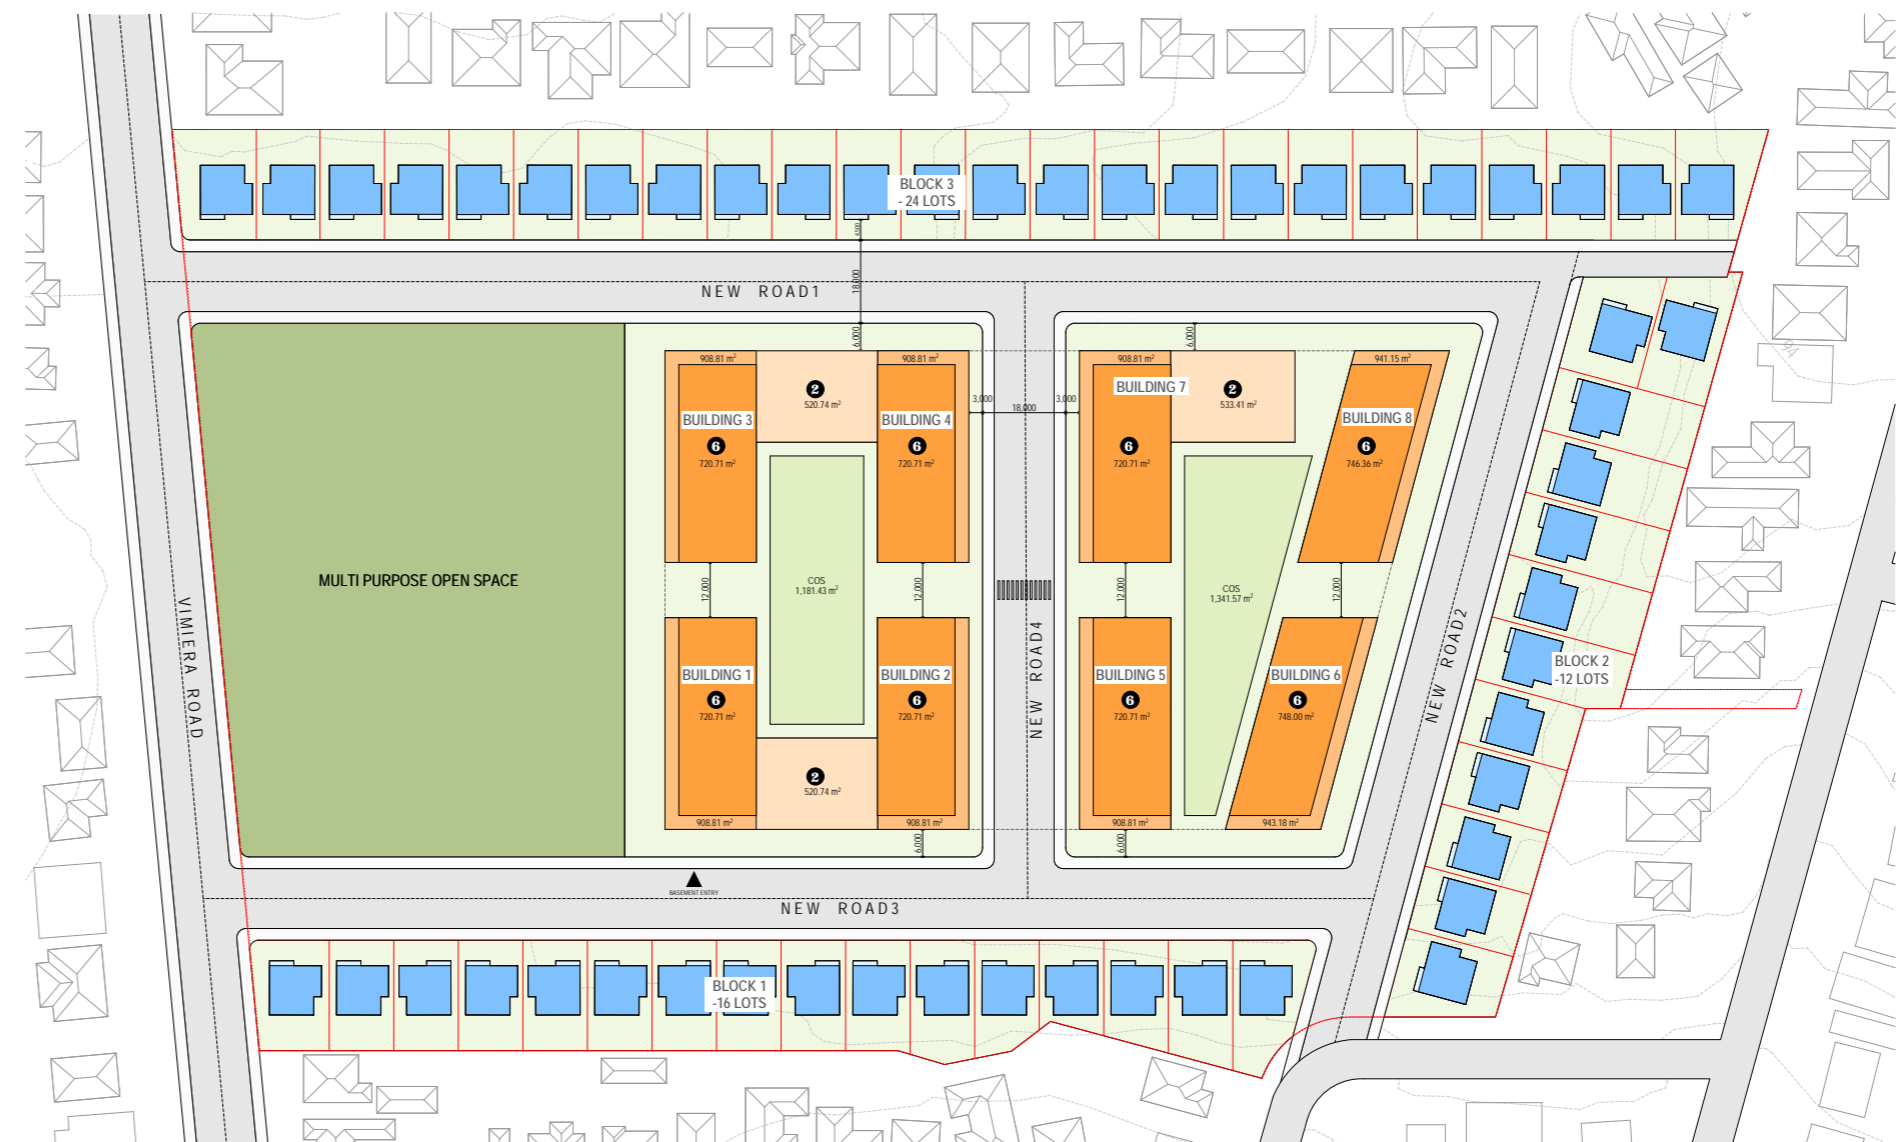 BLOCK 3
- 24 LOTS
4500
18,000
NEW ROAD1
6,000
6,000
908.81 m²
908.81 m²
908.81 m²
941.15 m²
2
520.74 m²
2
533.41 m²
BUILDING 7
3,000
18,000
3,000
BUILDING 3
BUILDING 4
BUILDING 8
6
720.71 m²
6
720.71 m²
6
720.71 m²
6
746.36 m²
94
MULTI PURPOSE OPEN SPACE
12,000
COS
1,181.43 m²
12,000
12,000
COS
1,341.57 m²
12,000
VIMIERA ROAD
NEW ROAD4
NEW ROAD2
BUILDING 1
BUILDING 2
BUILDING 5
BUILDING 6
6
720.71 m²
6
720.71 m²
6
720.71 m²
6
748.00 m²
BLOCK 2
-12 LOTS
2
520.74 m²
908.81 m²
908.81 m²
908.81 m²
943.18 m²
6,000
6,000
BASEMENT ENTRY
NEW ROAD3
BLOCK 1
-16 LOTS